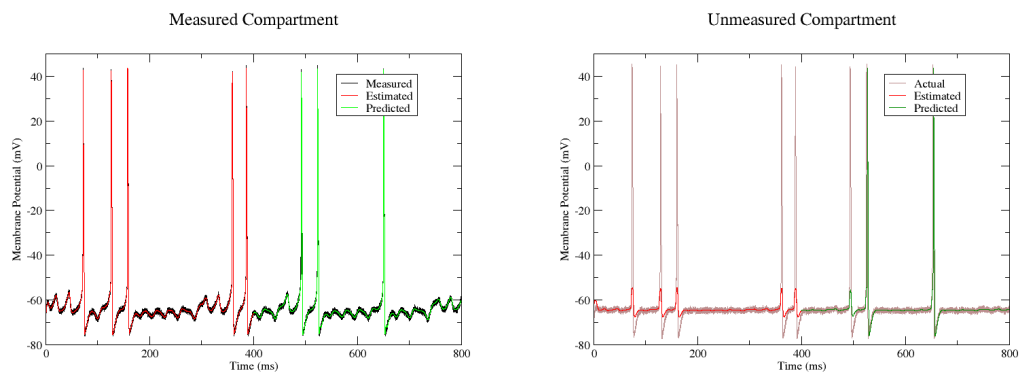 Measured Compartment
Unmeasured Compartment
40
20
0
-20
-40
-60
-80
Membrane Potential (mV)
Measured
Estimated
Predicted
0
200
400
600
800
Time (ms)
40
20
0
-20
-40
-60
-80
Membrane Potential (mV)
Actual
Estimated
Predicted
0
200
400
600
800
Time (ms)